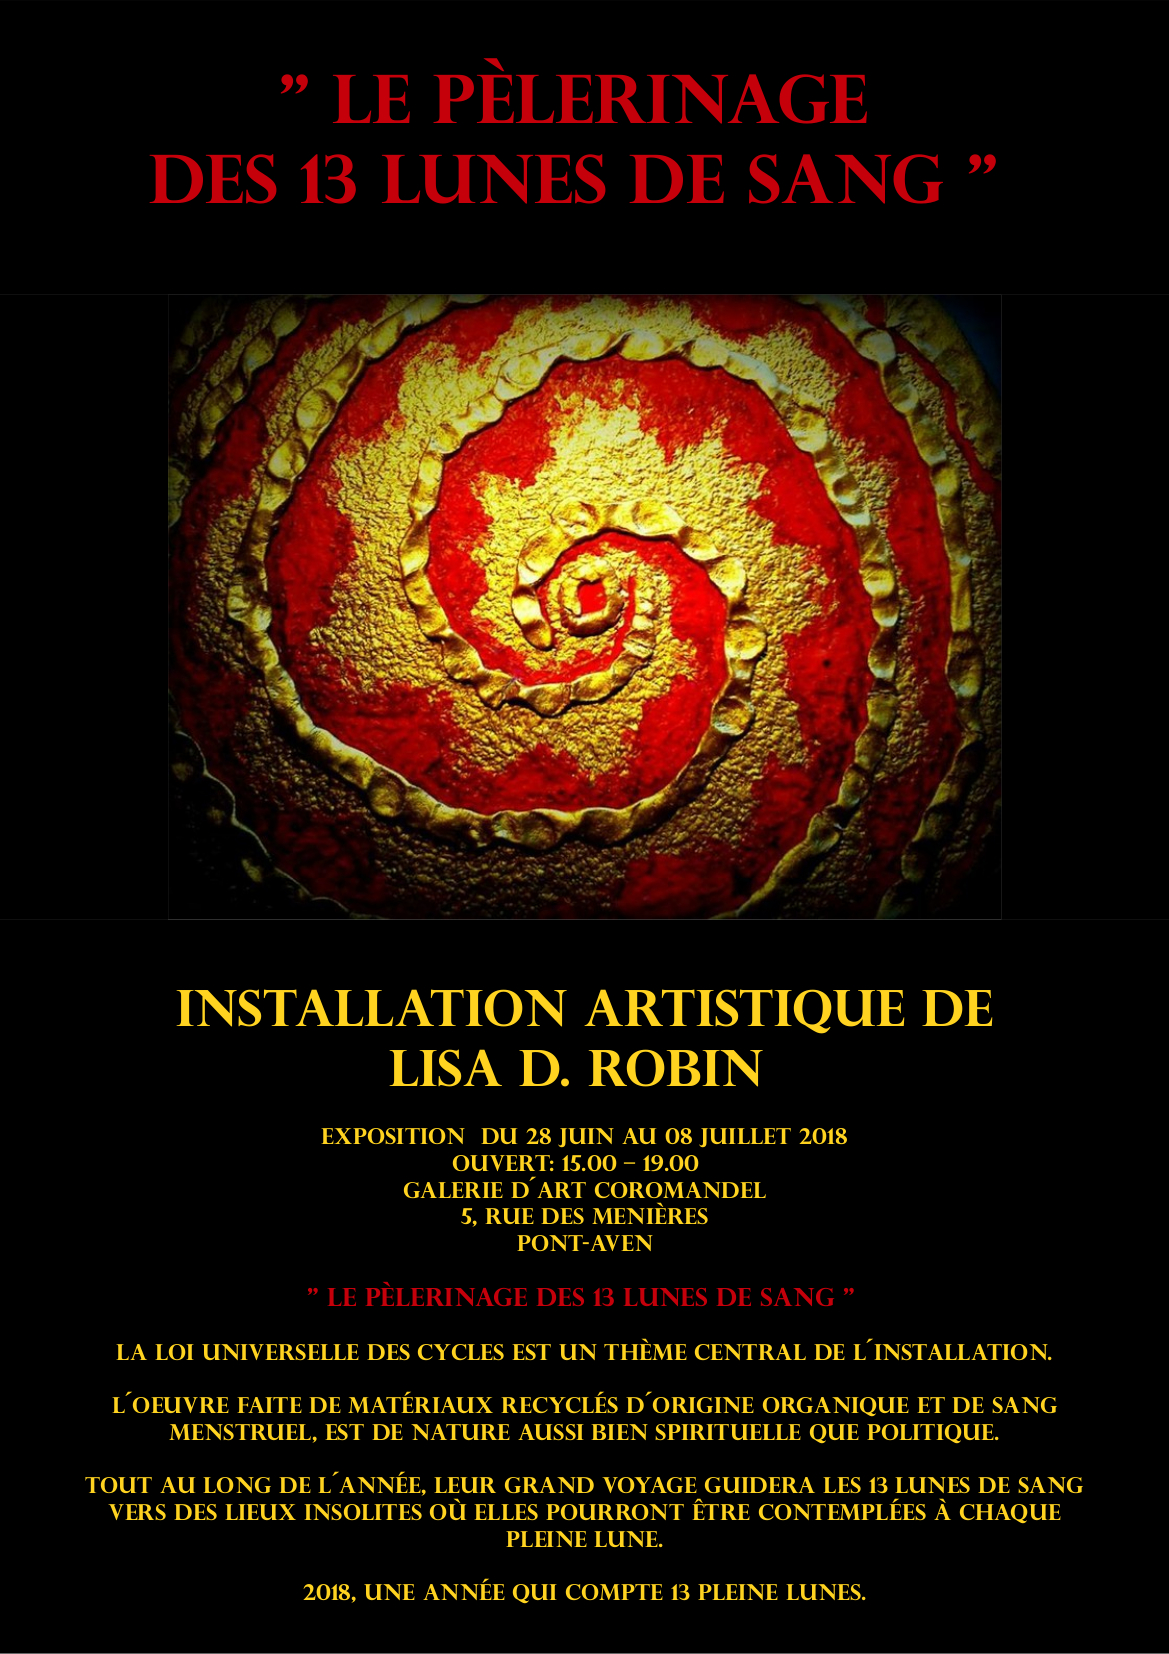 ” LE PÈLERINAGE
DES 13 LUNES DE SANG ”
INSTALLATION ARTISTIQUE DE
LISA D. ROBIN
EXPOSITION DU 28 JUIN AU 08 JUILLET 2018
OUVERT: 15.00 – 19.00
GALERIE D´ART COROMANDEL
5, RUE DES MENIÈRES
PONT-AVEN
” LE PÈLERINAGE DES 13 LUNES DE SANG ”
LA LOI UNIVERSELLE DES CYCLES EST UN THÈME CENTRAL DE L´INSTALLATION.
L´OEUVRE FAITE DE MATÉRIAUX RECYCLÉS D´ORIGINE ORGANIQUE ET DE SANG
MENSTRUEL, EST DE NATURE AUSSI BIEN SPIRITUELLE QUE POLITIQUE.
TOUT AU LONG DE L´ANNÉE, LEUR GRAND VOYAGE GUIDERA LES 13 LUNES DE SANG
VERS DES LIEUX INSOLITES OÙ ELLES POURRONT ÊTRE CONTEMPLÉES À CHAQUE
PLEINE LUNE.
2018, UNE ANNÉE QUI COMPTE 13 PLEINE LUNES.